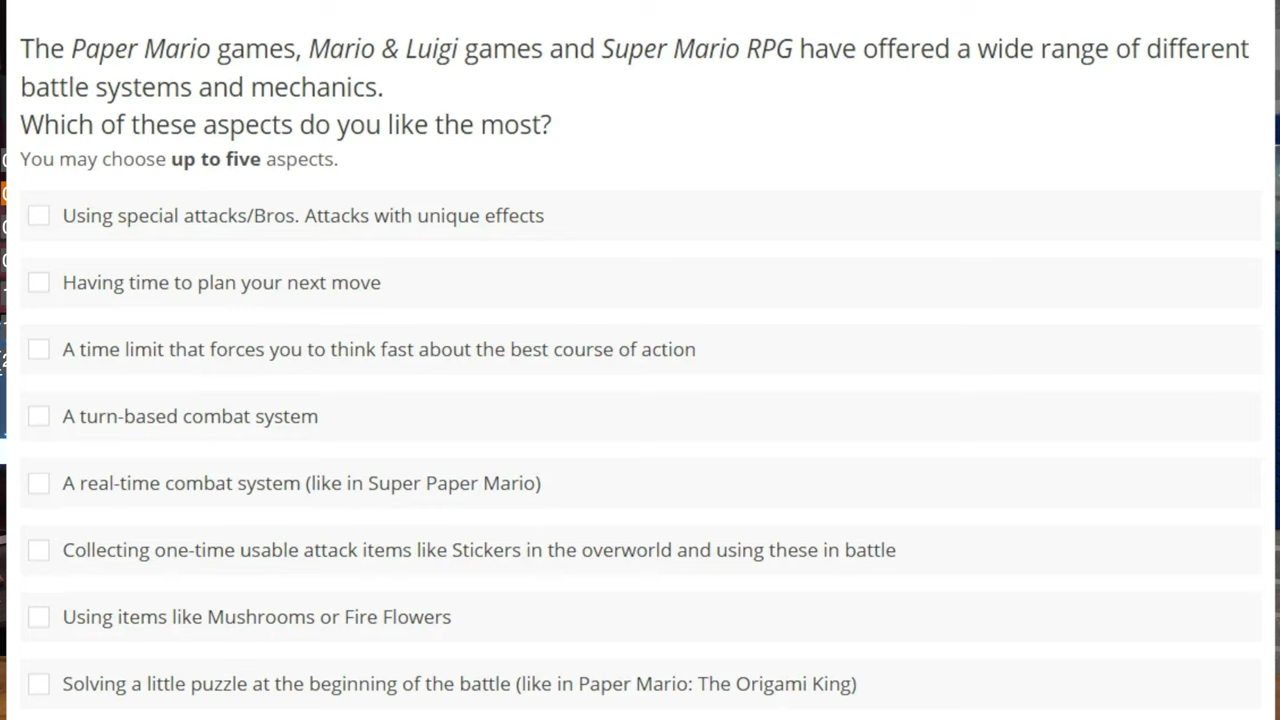 The Paper Mario games, Mario & Luigi games and Super Mario RPG have offered a wide range of different
battle systems and mechanics.
Which of these aspects do you like the most?
You may choose up to five aspects.
Using special attacks/Bros. Attacks with unique effects
Having time to plan your next move
A time limit that forces you to think fast about the best course of action
A turn-based combat system
A real-time combat system (like in Super Paper Mario)
Collecting one-time usable attack items like Stickers in the overworld and using these in battle
Using items like Mushrooms or Fire Flowers
Solving a little puzzle at the beginning of the battle (like in Paper Mario: The Origami King)